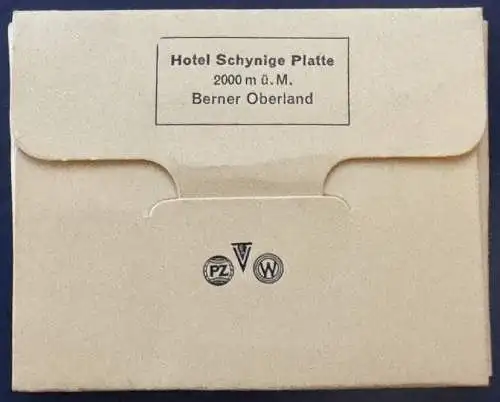 Hotel Schynige Platte
2000 m ü. M.
Berner Oberland
PZ W